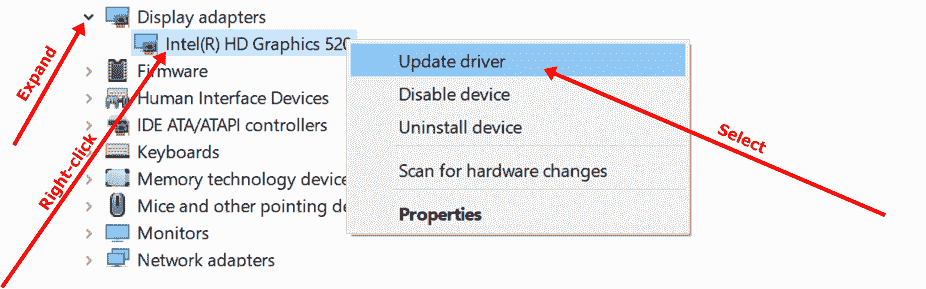 Display adapters
Intel(R) HD Graphics 520
Firmware
Human Interface Devices
IDE ATA/ATAPI controllers
Keyboards
Memory technology device
Mice and other pointing de
Monitors
Network adapters
Update driver
Disable device
Uninstall device
Scan for hardware changes
Properties
Expand
Right-click
Select